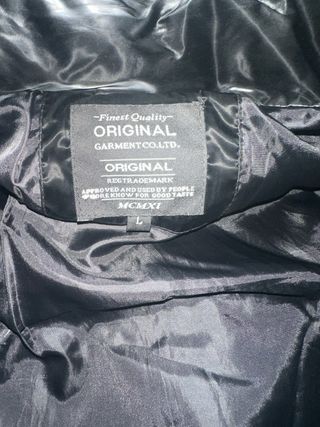 -Finest Quality-
ORIGINAL
GARMENT CO.LTD.
ORIGINAL
REG TRADEMARK
APPROVED AND USED BY PEOPLE
KNOW FOR GOOD TASTE
MCMXI
L